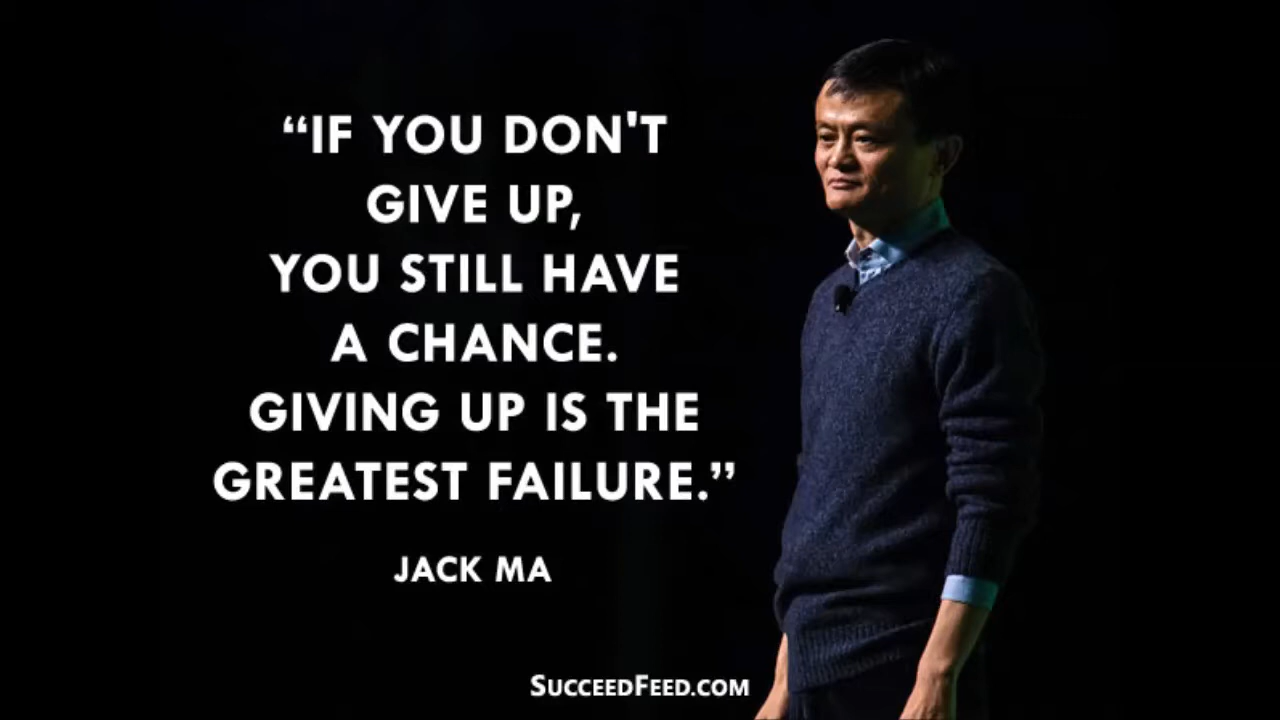 “IF YOU DON'T
GIVE UP,
YOU STILL HAVE
A CHANCE.
GIVING UP IS THE
GREATEST FAILURE.”
JACK MA
SUCCEEDFEED.COM